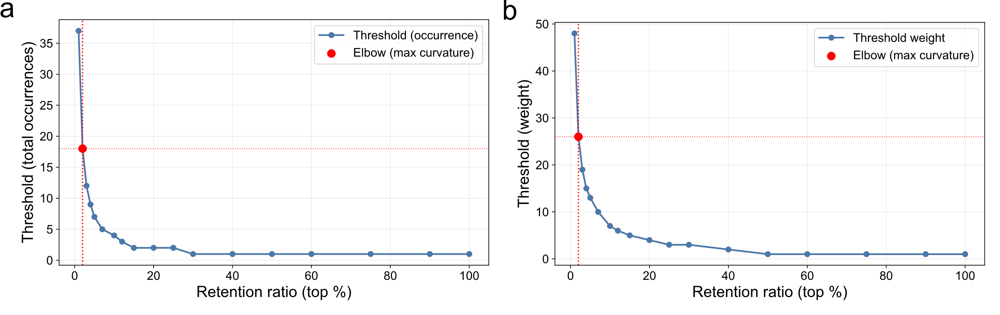 a
Threshold (total occurrences)
35
30
25
20
15
10
5
0
Threshold (occurrence)
Elbow (max curvature)
0 20 40 60 80 100
Retention ratio (top %)
b
Threshold (weight)
50
40
30
20
10
0
Threshold weight
Elbow (max curvature)
0 20 40 60 80 100
Retention ratio (top %)